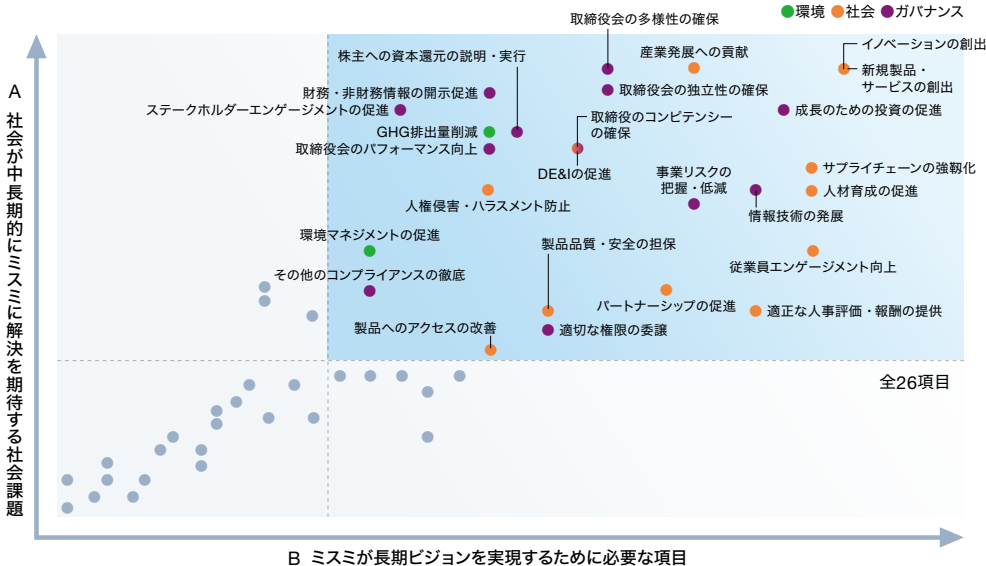 環境 社会 ガバナンス
取締役会の多様性の確保
イノベーションの創出
産業発展への貢献
株主への資本還元の説明・実行
新規製品・
サービスの創出
財務・非財務情報の開示促進
取締役会の独立性の確保
ステークホルダーエンゲージメントの促進
成長のための投資の促進
取締役のコンピテンシー
の確保
GHG排出量削減
取締役会のパフォーマンス向上
DE&Iの促進
事業リスクの
把握・低減
サプライチェーンの強靱化
人材育成の促進
人権侵害・ハラスメント防止
情報技術の発展
環境マネジメントの促進
製品品質・安全の担保
従業員エンゲージメント向上
その他のコンプライアンスの徹底
パートナーシップの促進
適正な人事評価・報酬の提供
製品へのアクセスの改善
適切な権限の委譲
全26項目
A 社会が中長期的にミスミに解決を期待する社会課題
B ミスミが長期ビジョンを実現するために必要な項目